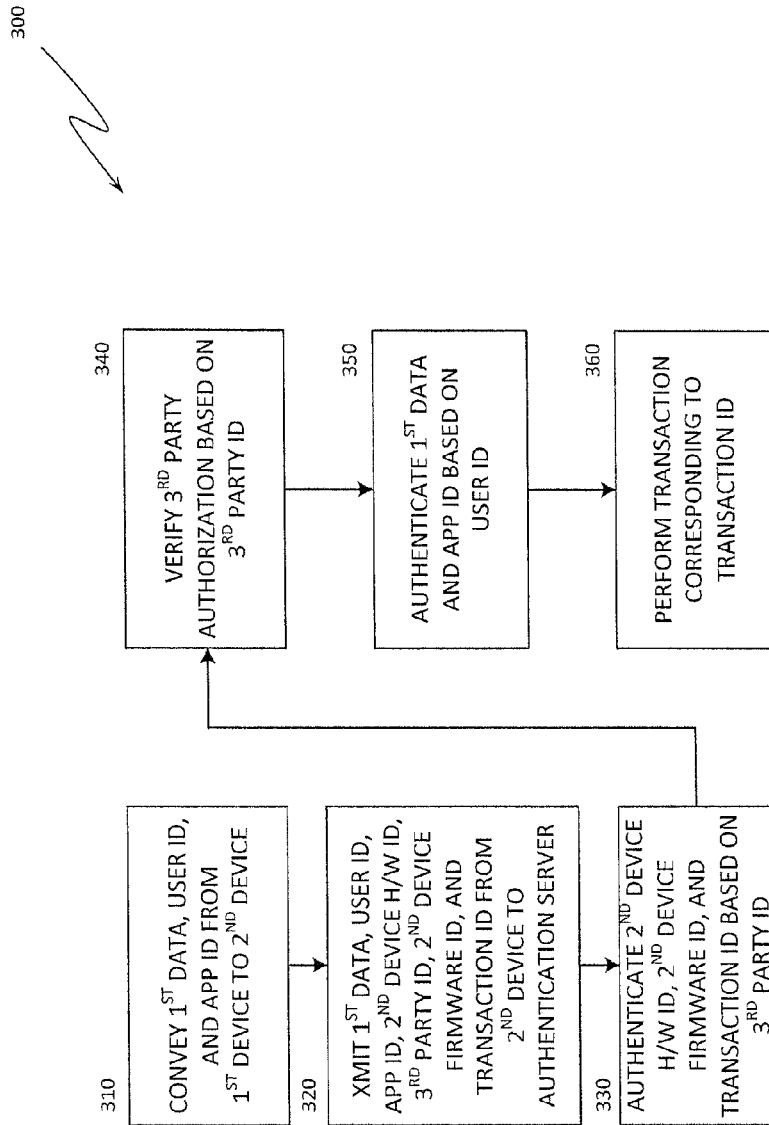 300
310
CONVEY 1ST DATA, USER ID,
AND APP ID FROM
1ST DEVICE TO 2ND DEVICE
320
XMIT 1ST DATA, USER ID,
APP ID, 2ND DEVICE H/W ID,
3RD PARTY ID, 2ND DEVICE
FIRMWARE ID, AND
TRANSACTION ID FROM
2ND DEVICE TO
AUTHENTICATION SERVER
330
AUTHENTICATE 2ND DEVICE
H/W ID, 2ND DEVICE
FIRMWARE ID, AND
TRANSACTION ID BASED ON
3RD PARTY ID
340
VERIFY 3RD PARTY
AUTHORIZATION BASED ON
3RD PARTY ID
350
AUTHENTICATE 1ST DATA
AND APP ID BASED ON
USER ID
360
PERFORM TRANSACTION
CORRESPONDING TO
TRANSACTION ID